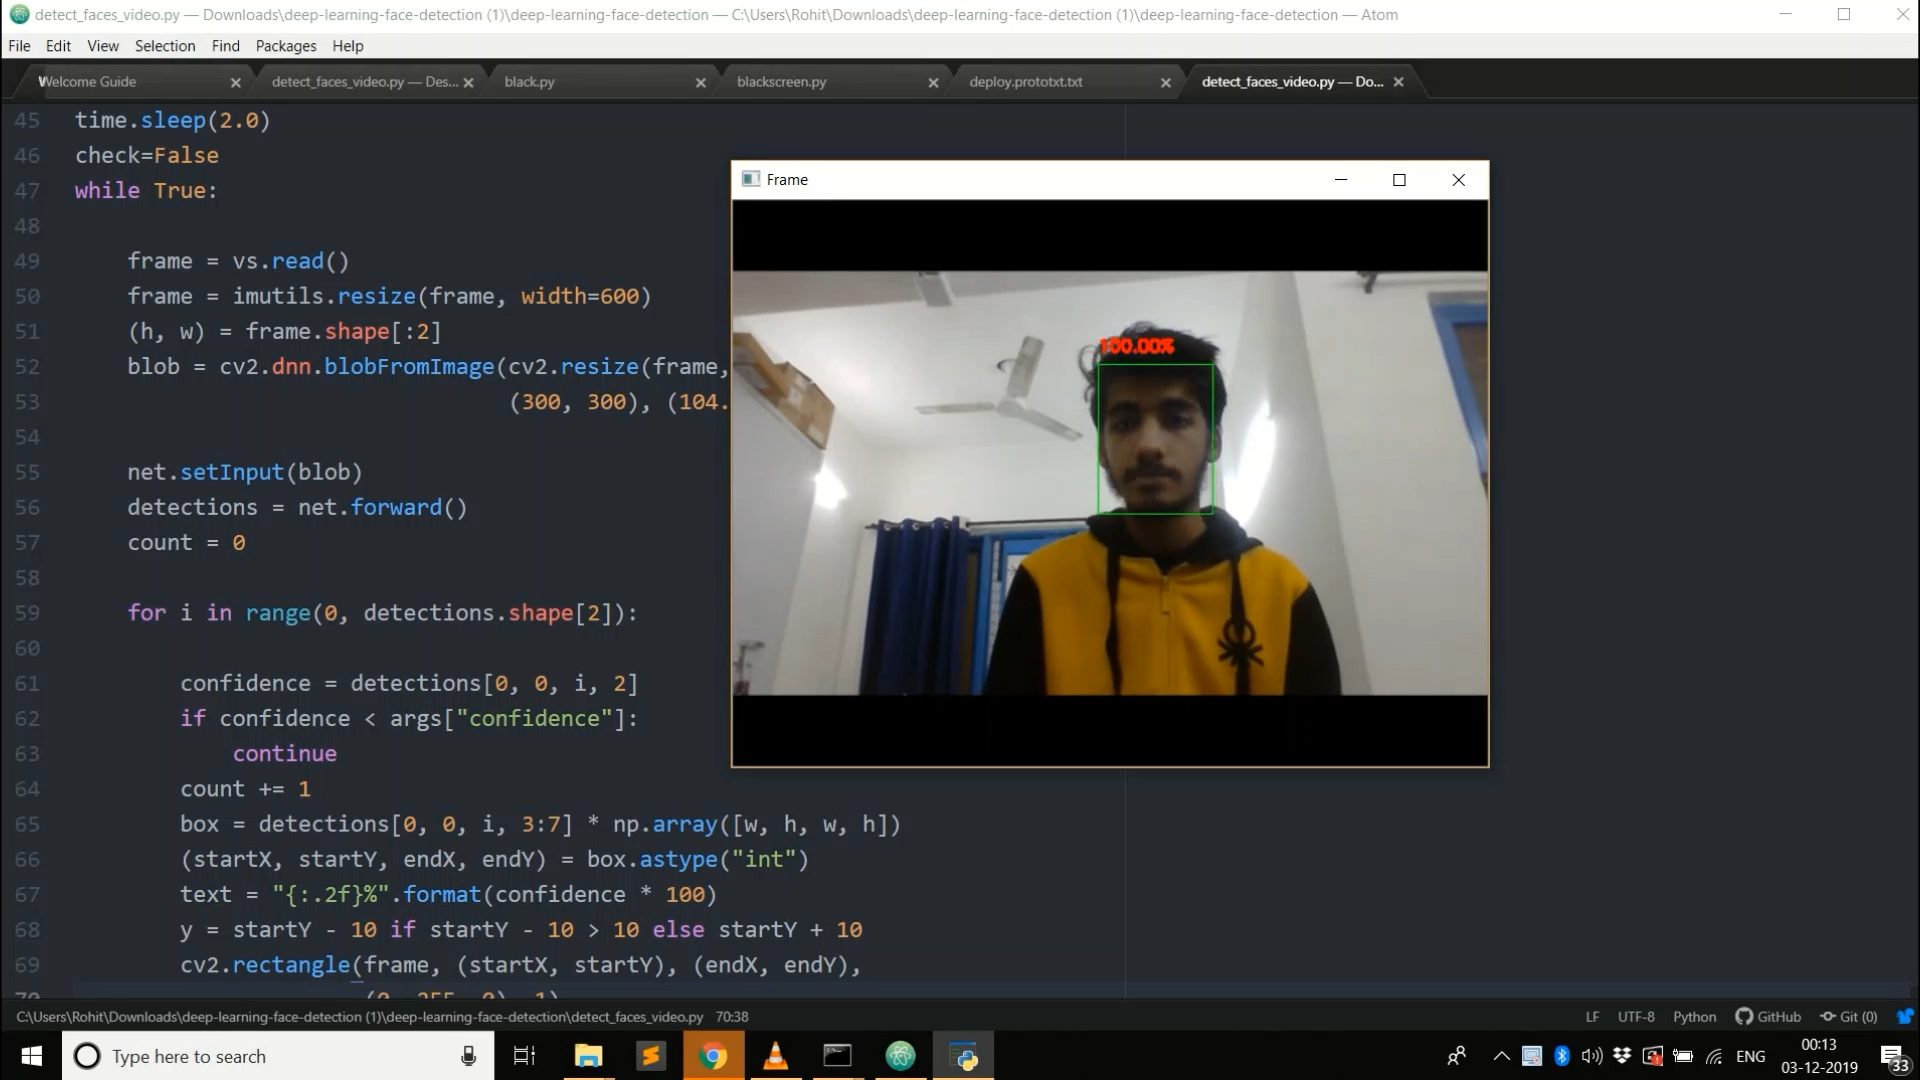 detect_faces_video.py — Downloads\deep-learning-face-detection (1)\deep-learning-face-detection — C:\Users\Rohit\Downloads\deep-learning-face-detection (1)\deep-learning-face-detection — Atom
File Edit View Selection Find Packages Help
Welcome Guide detect_faces_video.py — Des... black.py blackscreen.py deploy.prototxt.txt detect_faces_video.py — Do...
45 time.sleep(2.0)
46 check=False
47 while True:
48
49 frame = vs.read()
50 frame = imutils.resize(frame, width=600)
51 (h, w) = frame.shape[:2]
52 blob = cv2.dnn.blobFromImage(cv2.resize(frame,
53 (300, 300), (104.
54
55 net.setInput(blob)
56 detections = net.forward()
57 count = 0
58
59 for i in range(0, detections.shape[2]):
60
61 confidence = detections[0, 0, i, 2]
62 if confidence < args["confidence"]:
63 continue
64 count += 1
65 box = detections[0, 0, i, 3:7] * np.array([w, h, w, h])
66 (startX, startY, endX, endY) = box.astype("int")
67 text = "{:.2f}%".format(confidence * 100)
68 y = startY - 10 if startY - 10 > 10 else startY + 10
69 cv2.rectangle(frame, (startX, startY), (endX, endY),
70 (0, 255, 0), 1)
Frame
100.00%
C:\Users\Rohit\Downloads\deep-learning-face-detection (1)\deep-learning-face-detection\detect_faces_video.py 70:38 LF UTF-8 Python GitHub Git (0)
Type here to search
ENG
00:13
03-12-2019
33